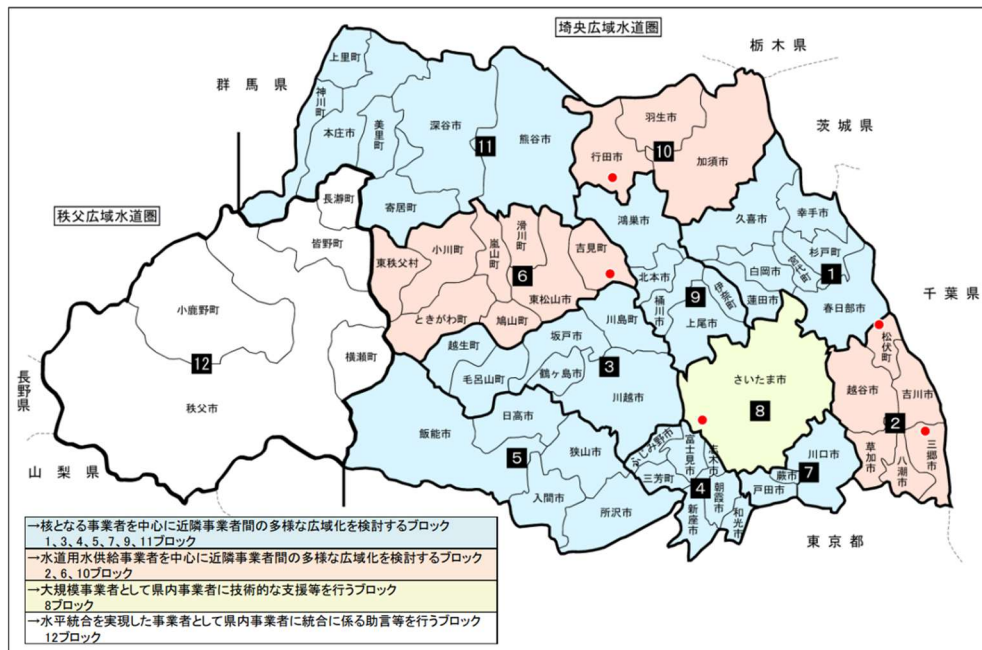 埼央広域水道圏
栃木県
群馬県
茨城県
上里町
神川町
本庄市
美里町
深谷市
熊谷市
11
羽生市
行田市
10
加須市
秩父広域水道圏
長瀞町
寄居町
皆野町
小鹿野町
12
横瀬町
秩父市
長野県
山梨県
東秩父村
小川町
嵐山町
滑川町
吉見町
6
東松山市
ときがわ町
鳩山町
鴻巣市
北本市
桶川市
9
伊奈町
上尾市
久喜市
幸手市
杉戸町
宮代町
1
白岡市
蓮田市
春日部市
千葉県
川島町
越生町
坂戸市
毛呂山町
鶴ヶ島市
3
川越市
さいたま市
8
松伏町
越谷市
吉川市
2
三郷市
草加市
八潮市
飯能市
日高市
5
狭山市
入間市
所沢市
ふじみ野市
富士見市
志木市
三芳町
4
朝霞市
新座市
和光市
川口市
蕨市
7
戸田市
東京都
→核となる事業者を中心に近隣事業者間の多様な広域化を検討するブロック
1、3、4、5、7、9、11ブロック
→水道用水供給事業者を中心に近隣事業者間の多様な広域化を検討するブロック
2、6、10ブロック
→大規模事業者として県内事業者に技術的な支援等を行うブロック
8ブロック
→水平統合を実現した事業者として県内事業者に統合に係る助言等を行うブロック
12ブロック